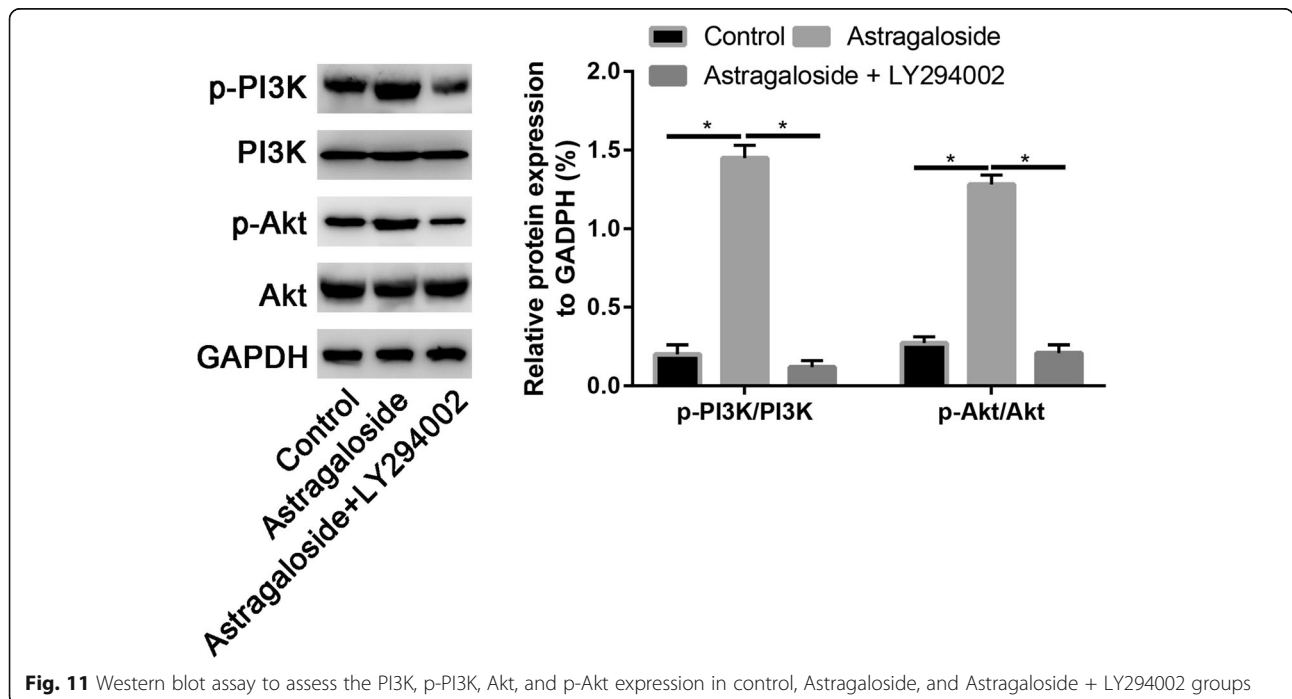 p-PI3K
PI3K
p-Akt
Akt
GAPDH
Control
Astragaloside
Astragaloside+LY294002
Control Astragaloside
Astragaloside + LY294002
Relative protein expression
to GADPH (%)
2.0
1.5
1.0
0.5
0.0
* *
* *
p-PI3K/PI3K p-Akt/Akt
Fig. 11 Western blot assay to assess the PI3K, p-PI3K, Akt, and p-Akt expression in control, Astragaloside, and Astragaloside + LY294002 groups